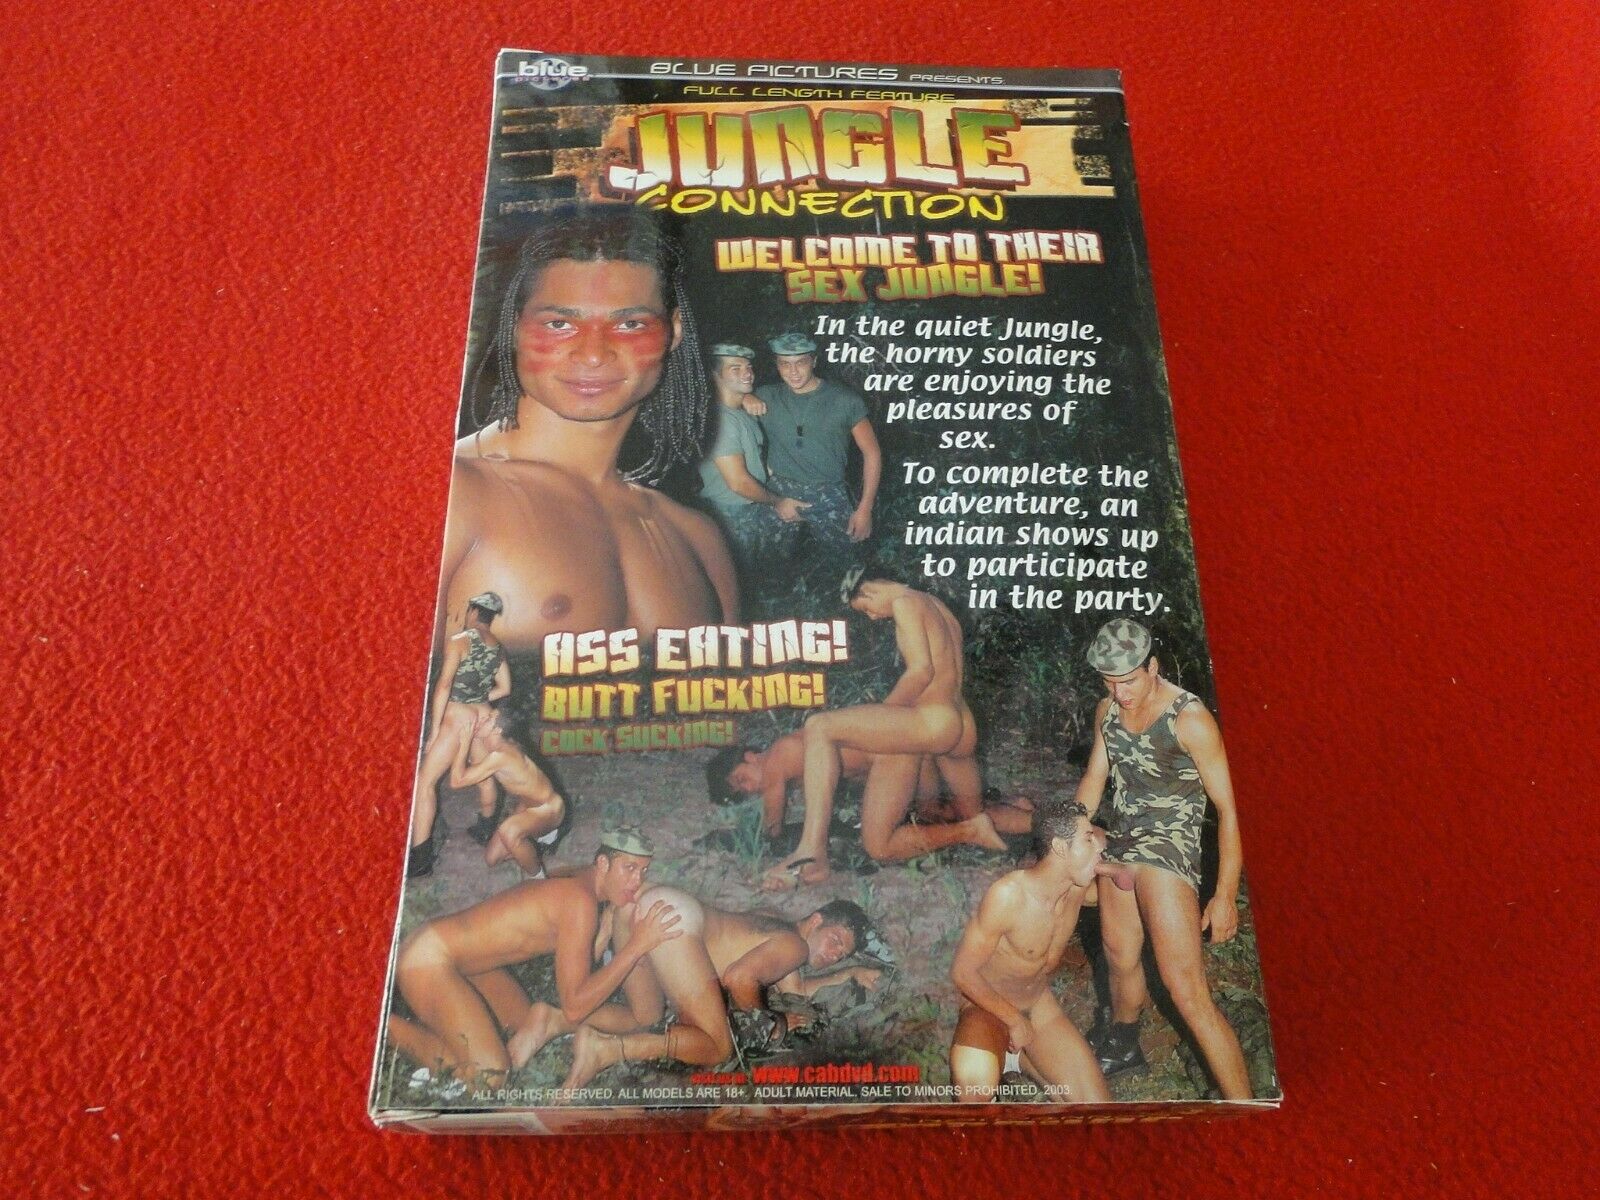 blue
PICTURES
BLUE PICTURES PRESENTS
FULL LENGTH FEATURE
JUNGLE
CONNECTION
WELCOME TO THEIR
SEX JUNGLE!
In the quiet Jungle,
the horny soldiers
are enjoying the
pleasures of
sex.
To complete the
adventure, an
indian shows up
to participate
in the party.
ASS EATING!
BUTT FUCKING!
COCK SUCKING!
www.cabdvd.com
ALL RIGHTS RESERVED. ALL MODELS ARE 18+. ADULT MATERIAL. SALE TO MINORS PROHIBITED. 2003.